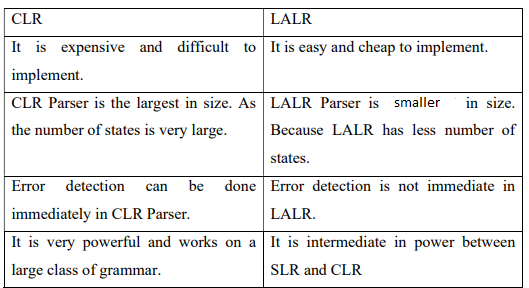 CLR
LALR
It is expensive and difficult to
implement.
It is easy and cheap to implement.
CLR Parser is the largest in size. As
the number of states is very large.
LALR Parser is smaller in size.
Because LALR has less number of
states.
Error detection can be done
immediately in CLR Parser.
Error detection is not immediate in
LALR.
It is very powerful and works on a
large class of grammar.
It is intermediate in power between
SLR and CLR